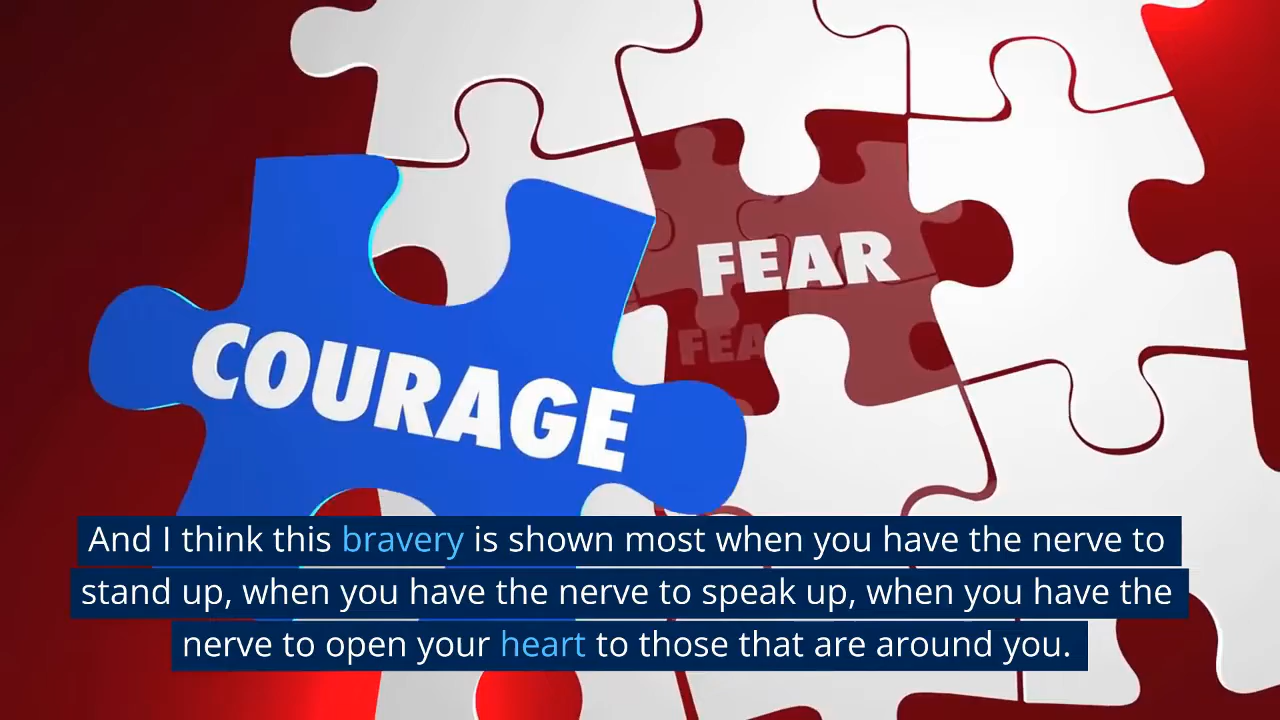 FEAR
FEA
COURAGE
And I think this bravery is shown most when you have the nerve to
stand up, when you have the nerve to speak up, when you have the
nerve to open your heart to those that are around you.